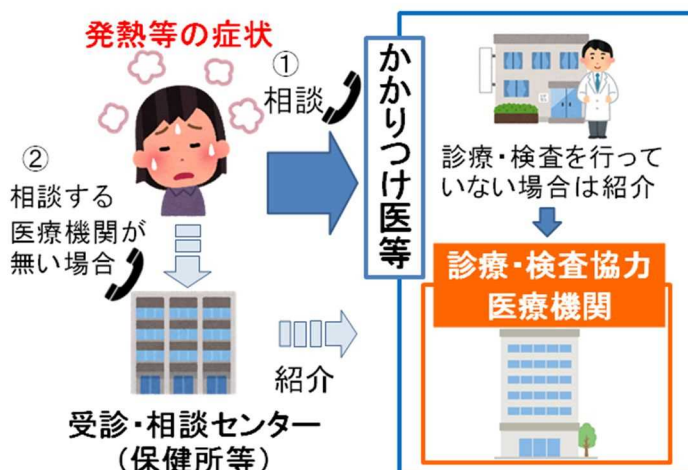 発熱等の症状
①
相談
②
相談する
医療機関が
無い場合
受診・相談センター
（保健所等）
紹介
かかりつけ医等
診療・検査を行って
いない場合は紹介
診療・検査協力
医療機関